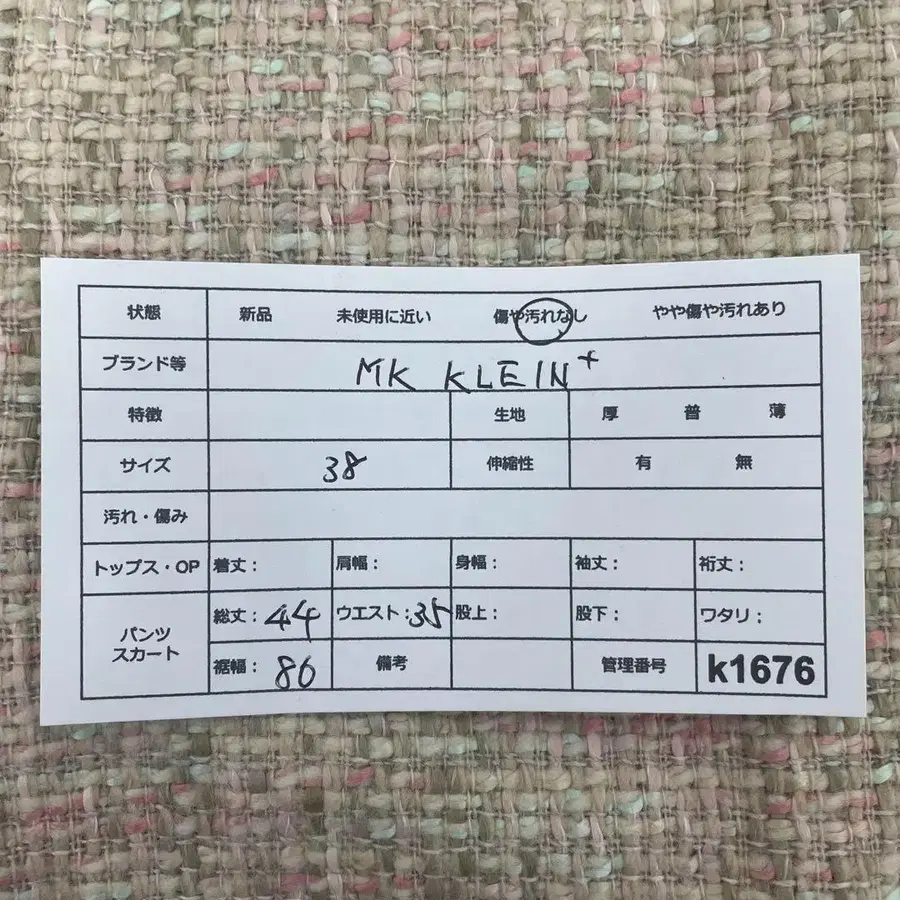 状態 新品 未使用に近い 傷や汚れなし やや傷や汚れあり
ブランド等 MK KLEIN+
特徴 生地 厚 普 薄
サイズ 38 伸縮性 有 無
汚れ・傷み
トップス・OP 着丈： 肩幅： 身幅： 袖丈： 裄丈：
パンツ スカート 総丈：44 ウエスト：35 股上： 股下： ワタリ：
裾幅：86 備考 管理番号 k1676